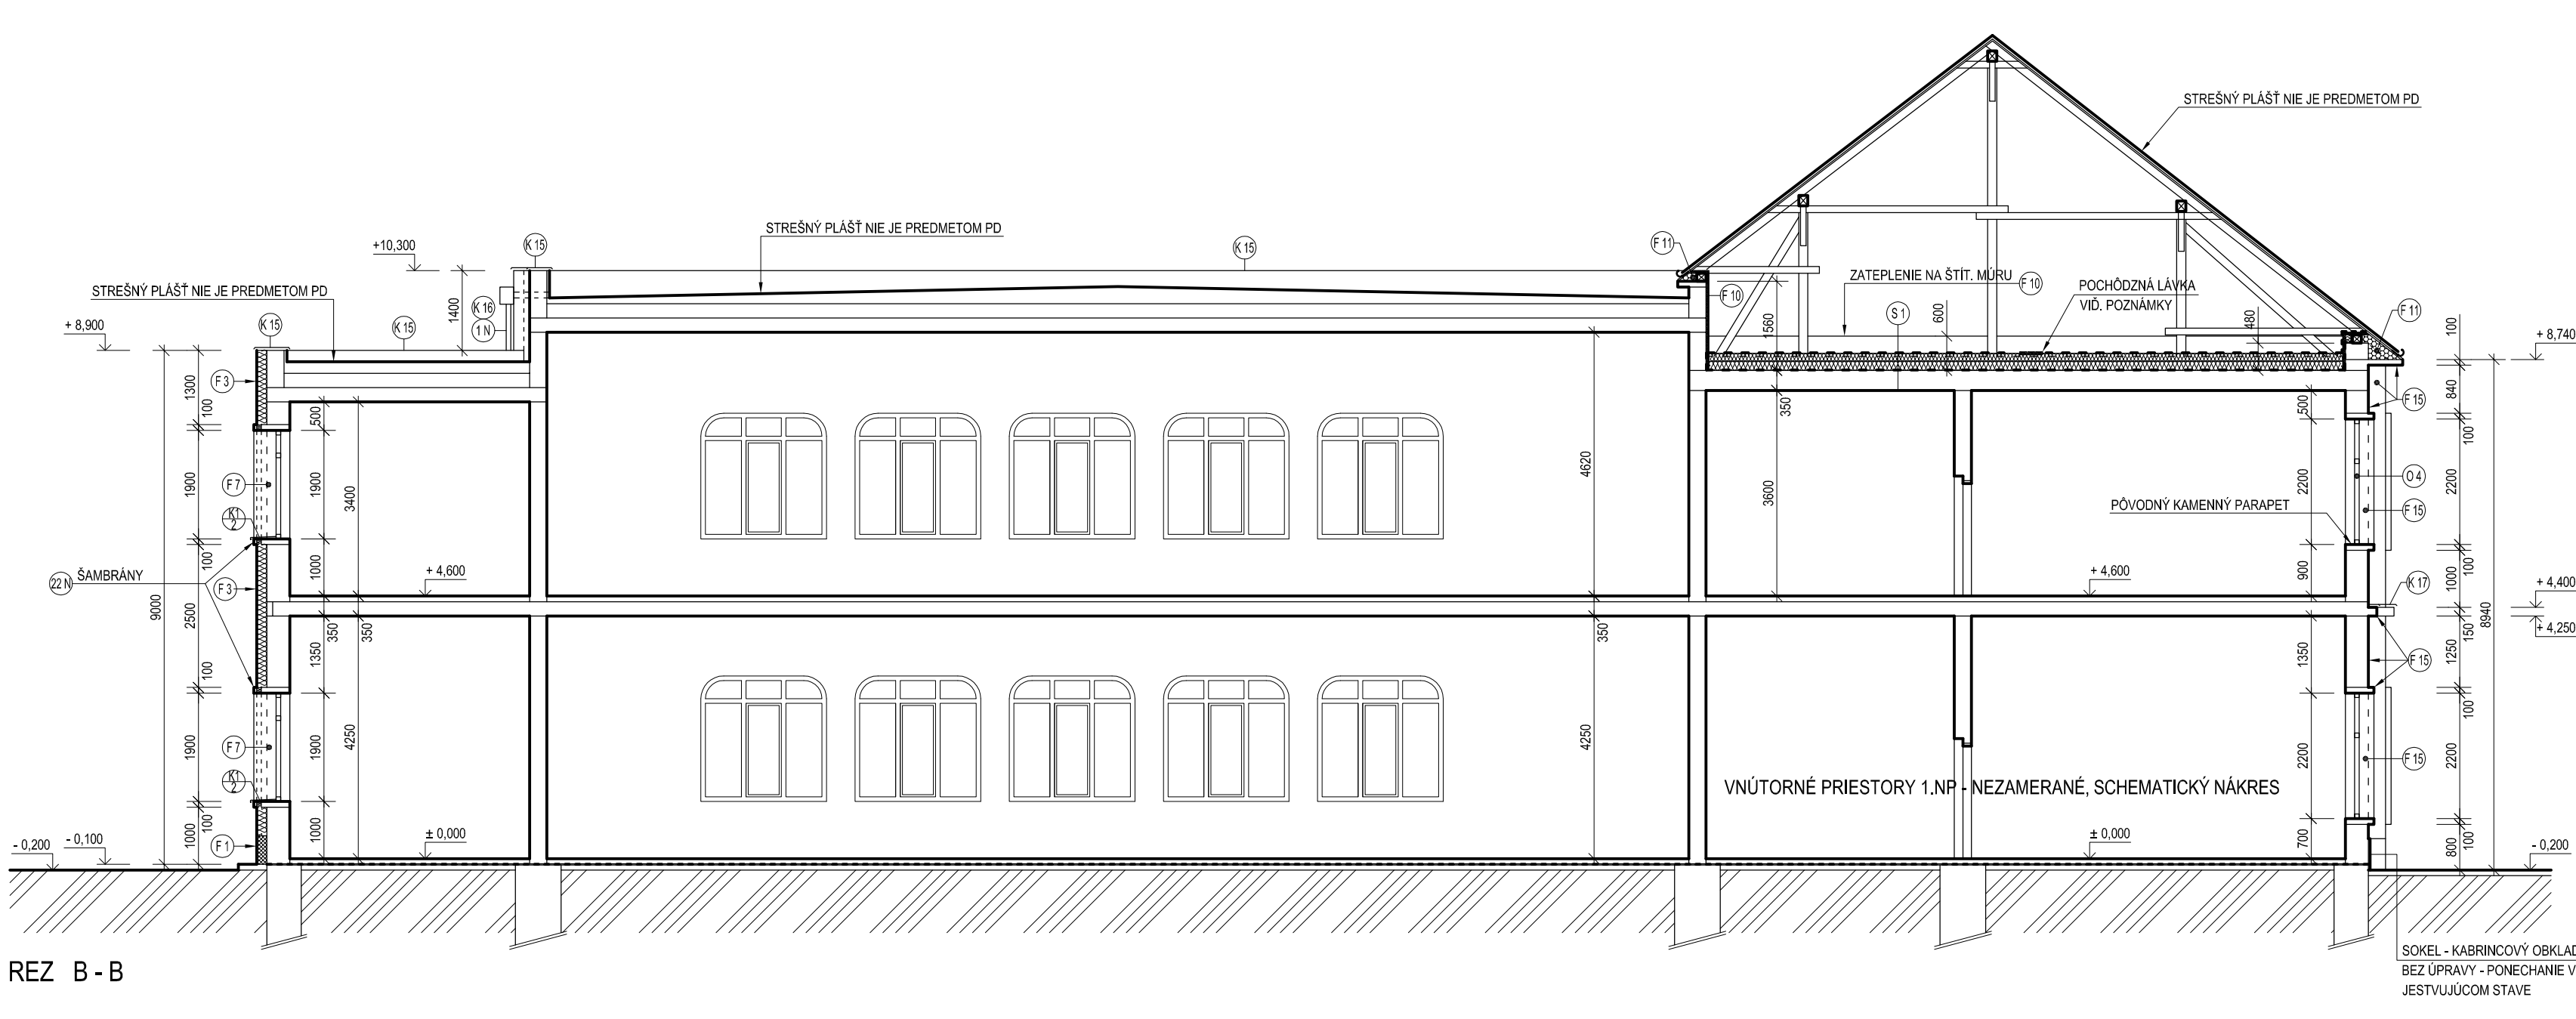 STREŠNÝ PLÁŠŤ NIE JE PREDMETOM PD
STREŠNÝ PLÁŠŤ NIE JE PREDMETOM PD
STREŠNÝ PLÁŠŤ NIE JE PREDMETOM PD
+10,300
K 15
K 15
F 11
F 10
ZATEPLENIE NA ŠTÍT. MÚRU
F 10
POCHÔDZNÁ LÁVKA
VIĎ. POZNÁMKY
S 1
1560
600
480
F 11
100
+ 8,740
+ 8,900
K 15
K 15
1400
K 16
1 N
F 3
1300
100
500
350
500
840
F 15
100
1900
F 7
1900
3400
4620
3600
2200
O 4
F 15
2200
PÔVODNÝ KAMENNÝ PARAPET
K1
2
100
22 N
ŠAMBRÁNY
F 3
1000
+ 4,600
+ 4,600
900
1000
100
K 17
+ 4,400
9000
2500
350
350
350
150
8940
+ 4,250
1350
100
1350
1250
F 15
100
1900
F 7
1900
4250
4250
2200
F 15
2200
VNÚTORNÉ PRIESTORY 1.NP - NEZAMERANÉ, SCHEMATICKÝ NÁKRES
K1
2
1000
100
F 1
1000
± 0,000
± 0,000
700
800
100
- 0,200
- 0,100
- 0,200
REZ B - B
SOKEL - KABRINCOVÝ OBKLAD
BEZ ÚPRAVY - PONECHANIE V
JESTVUJÚCOM STAVE